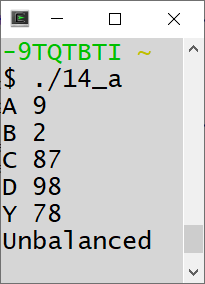 -9TQTBTI ~
$ ./14_a
A 9
B 2
C 87
D 98
Y 78
Unbalanced